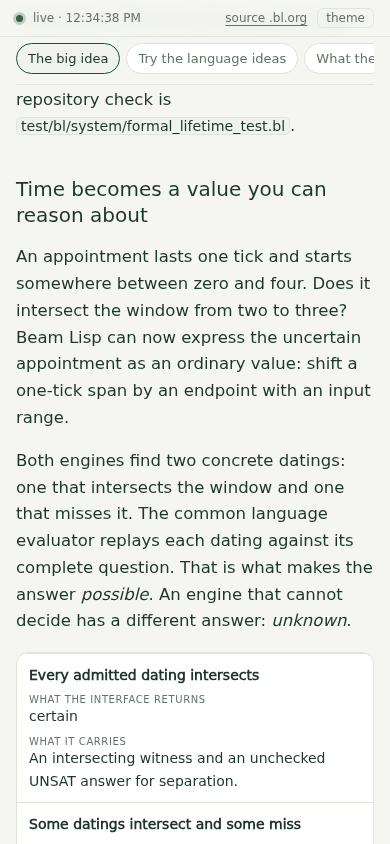 live · 12:34:38 PM
source .bl.org
theme
The big idea
Try the language ideas
What the
repository check is
test/bl/system/formal_lifetime_test.bl.
Time becomes a value you can
reason about
An appointment lasts one tick and starts
somewhere between zero and four. Does it
intersect the window from two to three?
Beam Lisp can now express the uncertain
appointment as an ordinary value: shift a
one-tick span by an endpoint with an input
range.
Both engines find two concrete datings:
one that intersects the window and one
that misses it. The common language
evaluator replays each dating against its
complete question. That is what makes the
answer possible. An engine that cannot
decide has a different answer: unknown.
Every admitted dating intersects
WHAT THE INTERFACE RETURNS
certain
WHAT IT CARRIES
An intersecting witness and an unchecked
UNSAT answer for separation.
Some datings intersect and some miss